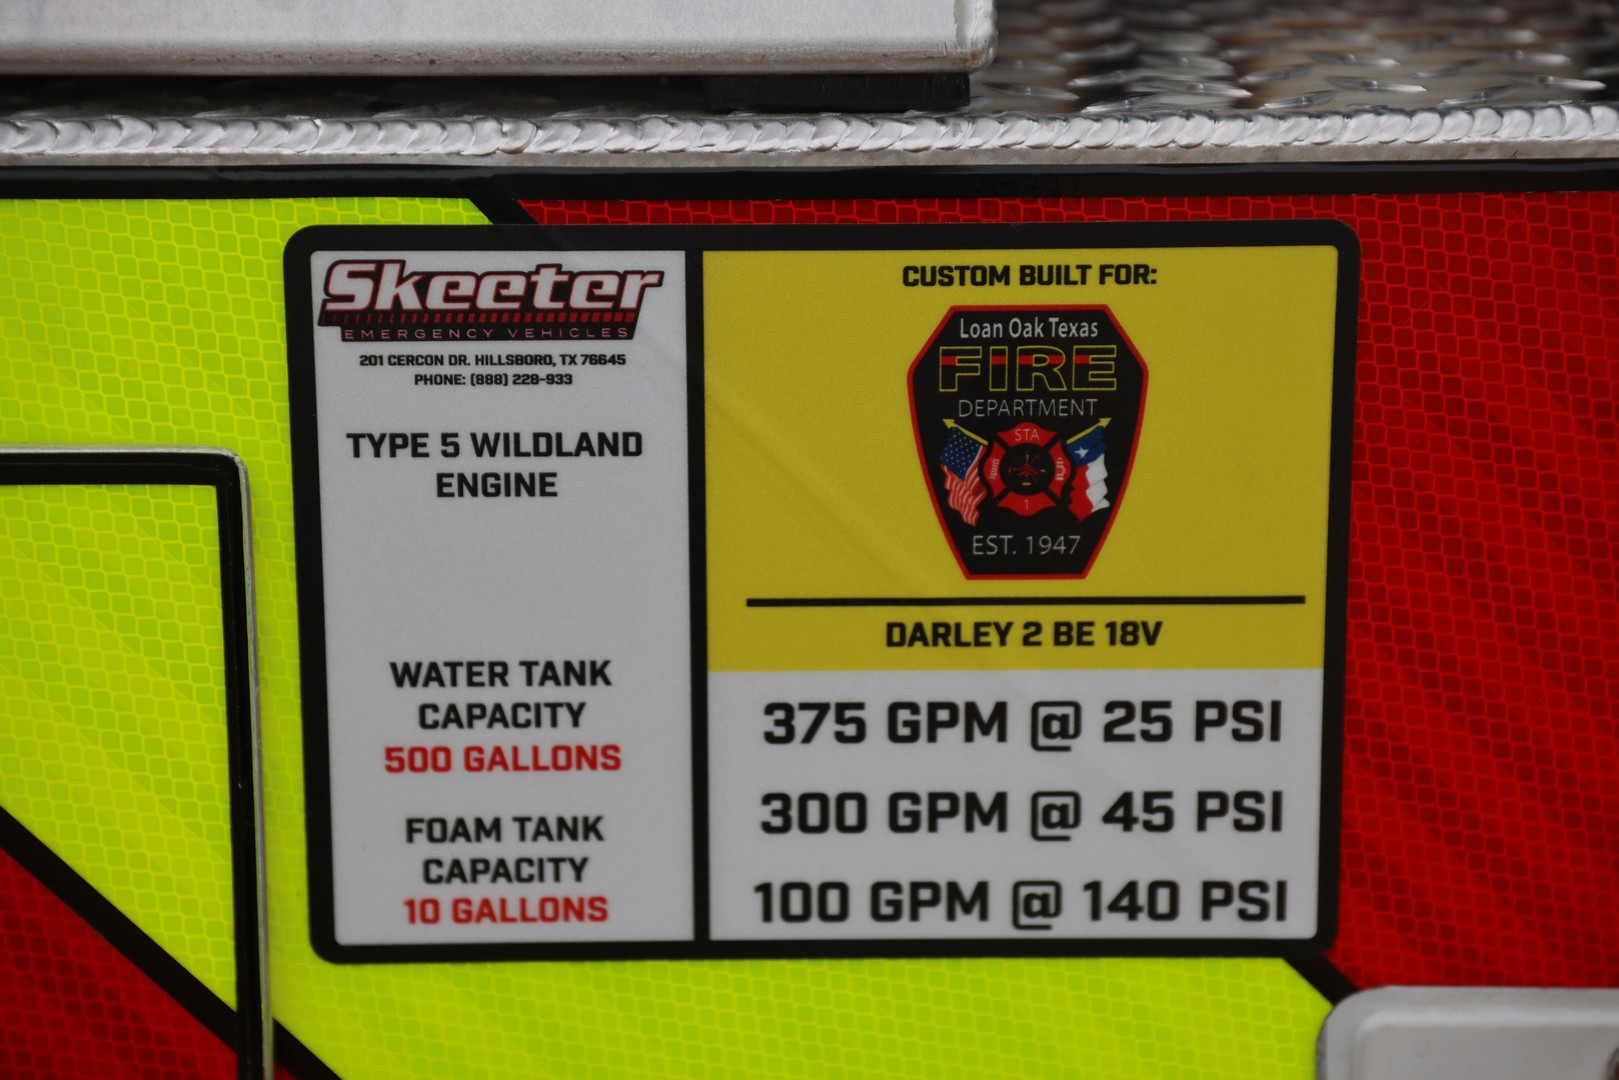 Skeeter
EMERGENCY VEHICLES
201 CERCON DR. HILLSBORO, TX 76645
PHONE: (888) 228-933
TYPE 5 WILDLAND
ENGINE
WATER TANK
CAPACITY
500 GALLONS
FOAM TANK
CAPACITY
10 GALLONS
CUSTOM BUILT FOR:
Loan Oak Texas
FIRE
DEPARTMENT
STA
1
EST. 1947
DARLEY 2 BE 18V
375 GPM @ 25 PSI
300 GPM @ 45 PSI
100 GPM @ 140 PSI